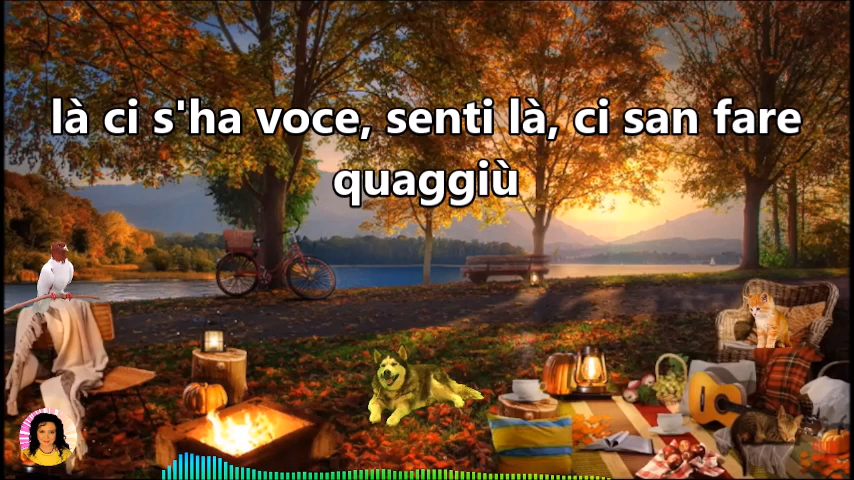 là ci s'ha voce, senti là, ci san fare
quaggiù